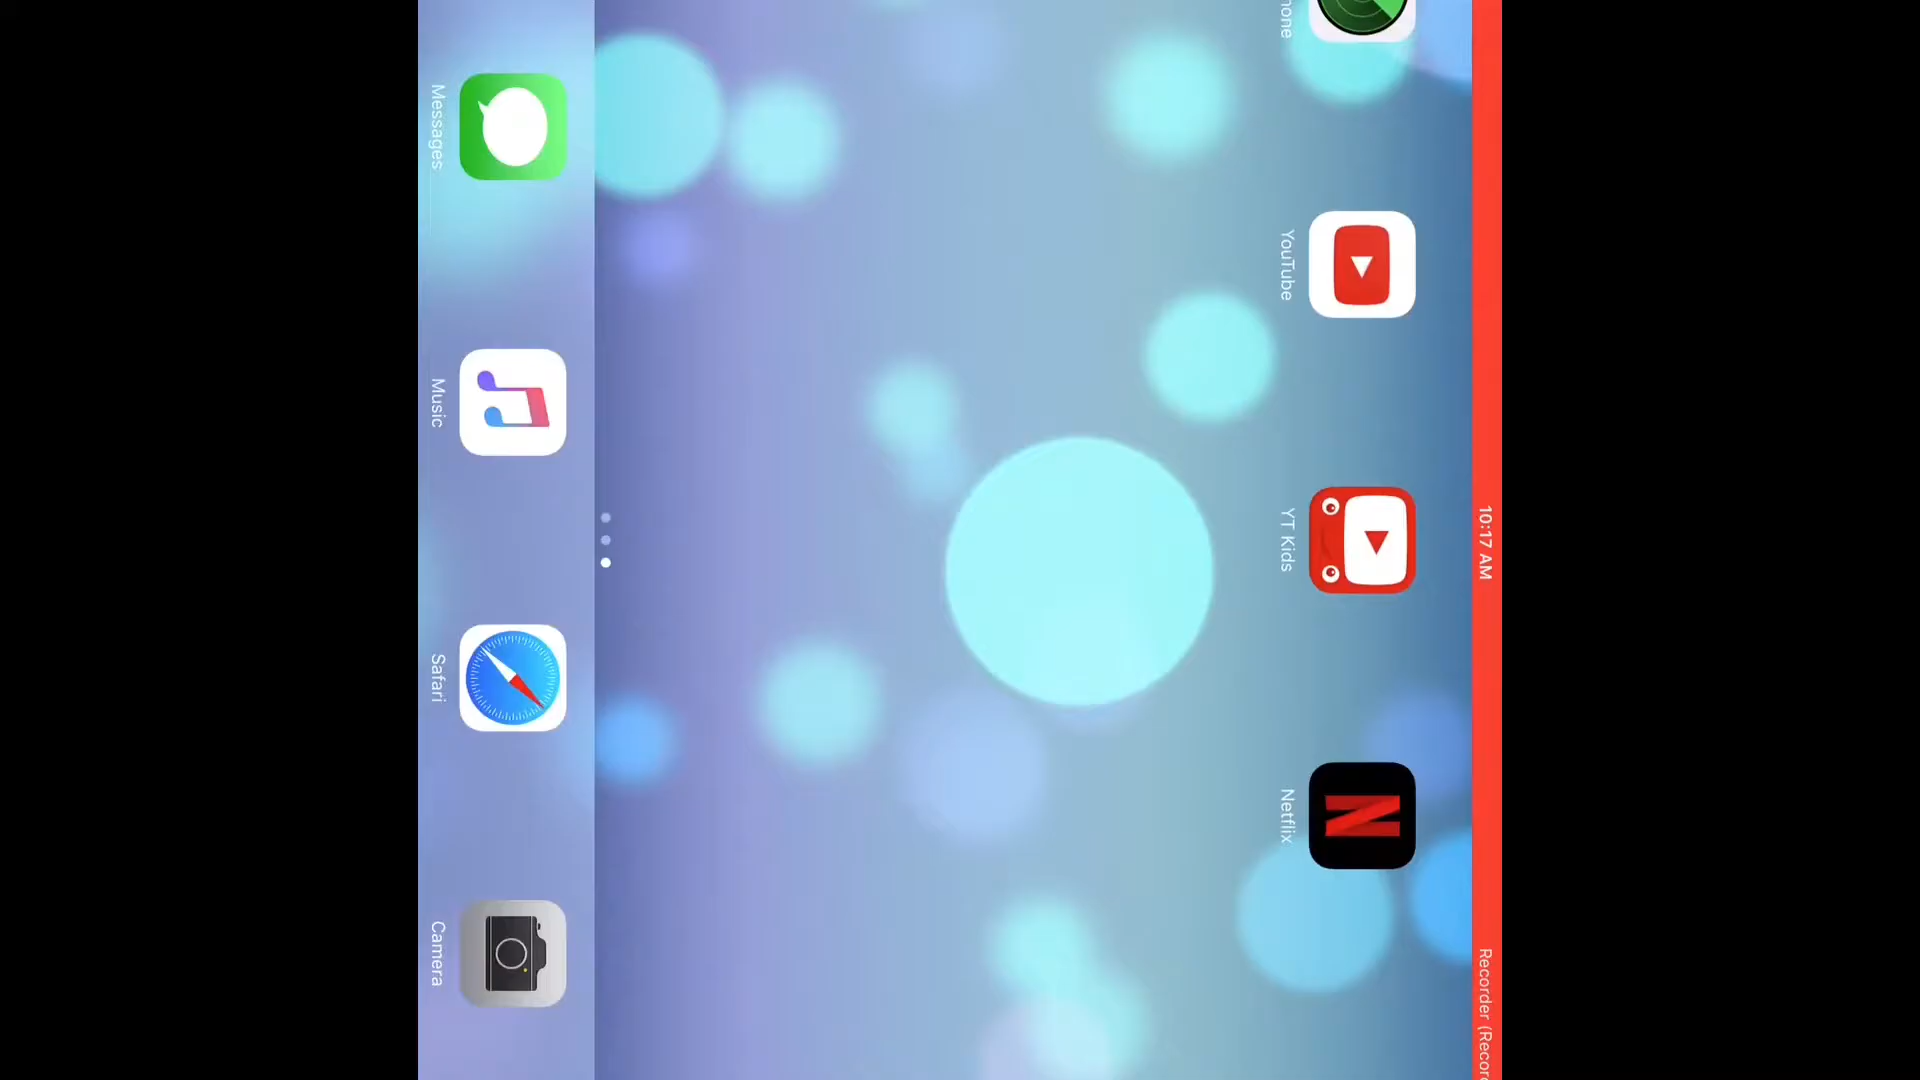 Recorder (Recor
10:17 AM
hone
YouTube
YT Kids
Netflix
Messages
Music
Safari
Camera